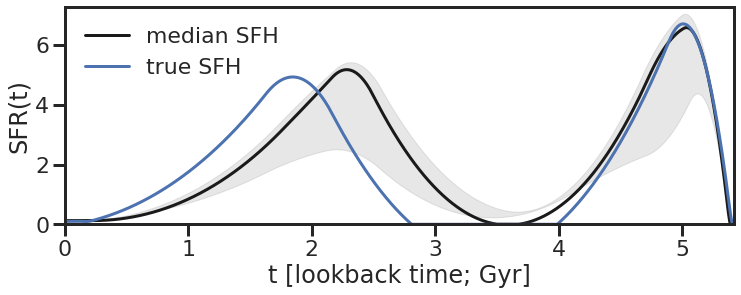 median SFH
true SFH
SFR(t)
6
4
2
0
0 1 2 3 4 5
t [lookback time; Gyr]